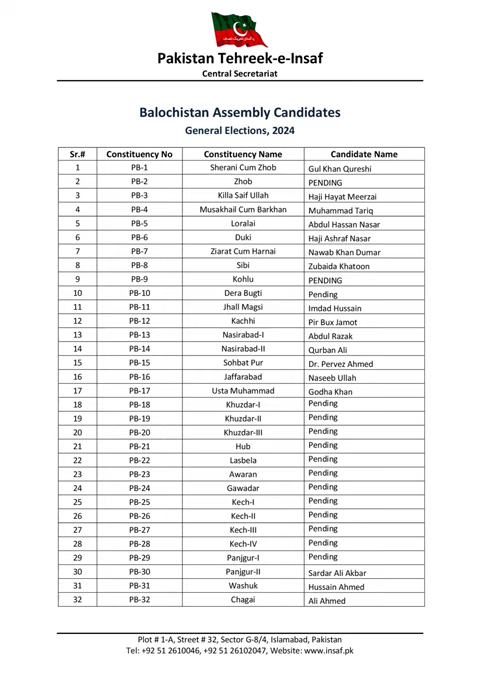 Pakistan Tehreek-e-Insaf
Central Secretariat
Balochistan Assembly Candidates
General Elections, 2024
Sr.# Constituency No Constituency Name Candidate Name
1 PB-1 Sherani Cum Zhob Gul Khan Qureshi
2 PB-2 Zhob PENDING
3 PB-3 Killa Saif Ullah Haji Hayat Meerzai
4 PB-4 Musakhail Cum Barkhan Muhammad Tariq
5 PB-5 Loralai Abdul Hassan Nasar
6 PB-6 Duki Haji Ashraf Nasar
7 PB-7 Ziarat Cum Harnai Nawab Khan Dumar
8 PB-8 Sibi Zubaida Khatoon
9 PB-9 Kohlu PENDING
10 PB-10 Dera Bugti Pending
11 PB-11 Jhall Magsi Imdad Hussain
12 PB-12 Kachhi Pir Bux Jamot
13 PB-13 Nasirabad-I Abdul Razak
14 PB-14 Nasirabad-II Qurban Ali
15 PB-15 Sohbat Pur Dr. Pervez Ahmed
16 PB-16 Jaffarabad Naseeb Ullah
17 PB-17 Usta Muhammad Godha Khan
18 PB-18 Khuzdar-I Pending
19 PB-19 Khuzdar-II Pending
20 PB-20 Khuzdar-III Pending
21 PB-21 Hub Pending
22 PB-22 Lasbela Pending
23 PB-23 Awaran Pending
24 PB-24 Gawadar Pending
25 PB-25 Kech-I Pending
26 PB-26 Kech-II Pending
27 PB-27 Kech-III Pending
28 PB-28 Kech-IV Pending
29 PB-29 Panjgur-I Pending
30 PB-30 Panjgur-II Sardar Ali Akbar
31 PB-31 Washuk Hussain Ahmed
32 PB-32 Chagai Ali Ahmed
Plot # 1-A, Street # 32, Sector G-8/4, Islamabad, Pakistan
Tel: +92 51 2610046, +92 51 26102047, Website: www.insaf.pk